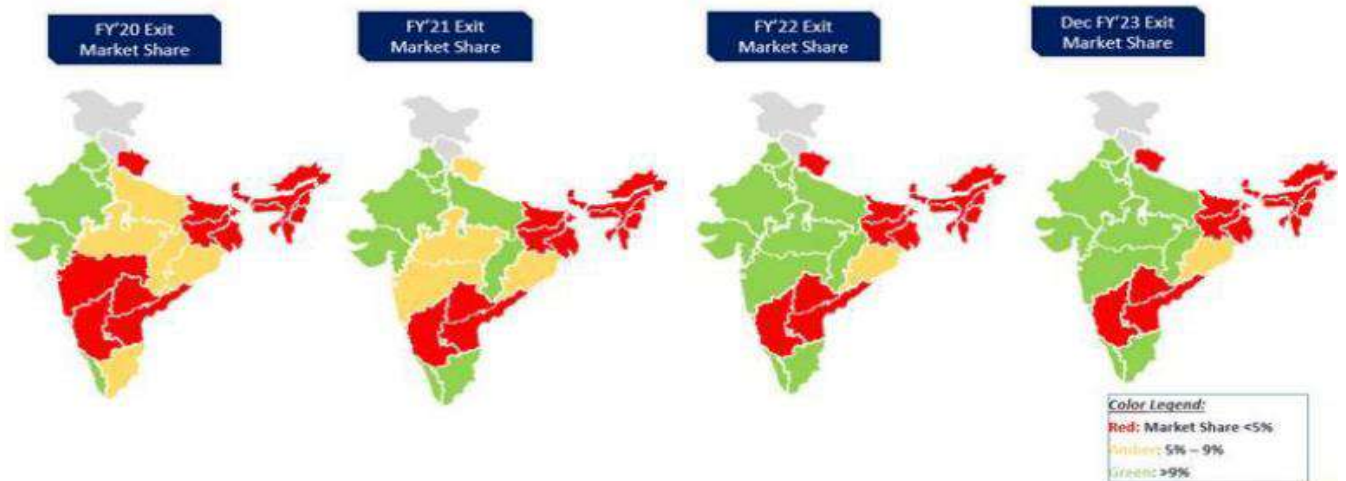 FY'20 Exit
Market Share
FY'21 Exit
Market Share
FY'22 Exit
Market Share
Dec FY'23 Exit
Market Share
Color Legend:
Red: Market Share <5%
Amber: 5% – 9%
Green: >9%